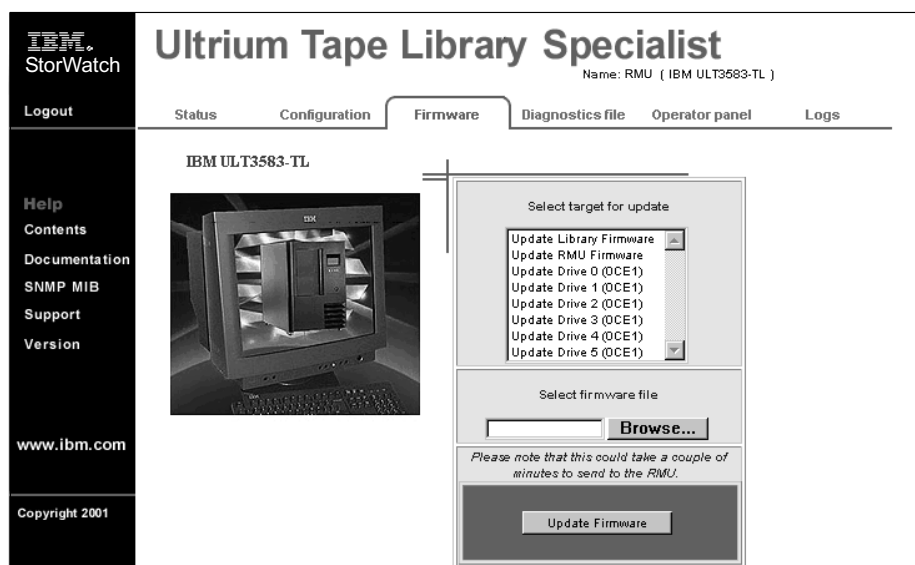 IBM.
StorWatch
Ultrium Tape Library Specialist
Name: RMU ( IBM ULT3583-TL )
Logout
Status Configuration Firmware Diagnostics file Operator panel Logs
IBM ULT3583-TL
Help
Contents
Documentation
SNMP MIB
Support
Version
www.ibm.com
Copyright 2001
Select target for update
Update Library Firmware
Update RMU Firmware
Update Drive 0 (0CE1)
Update Drive 1 (0CE1)
Update Drive 2 (0CE1)
Update Drive 3 (0CE1)
Update Drive 4 (0CE1)
Update Drive 5 (0CE1)
Select firmware file
Browse...
Please note that this could take a couple of
minutes to send to the RMU.
Update Firmware
IBM